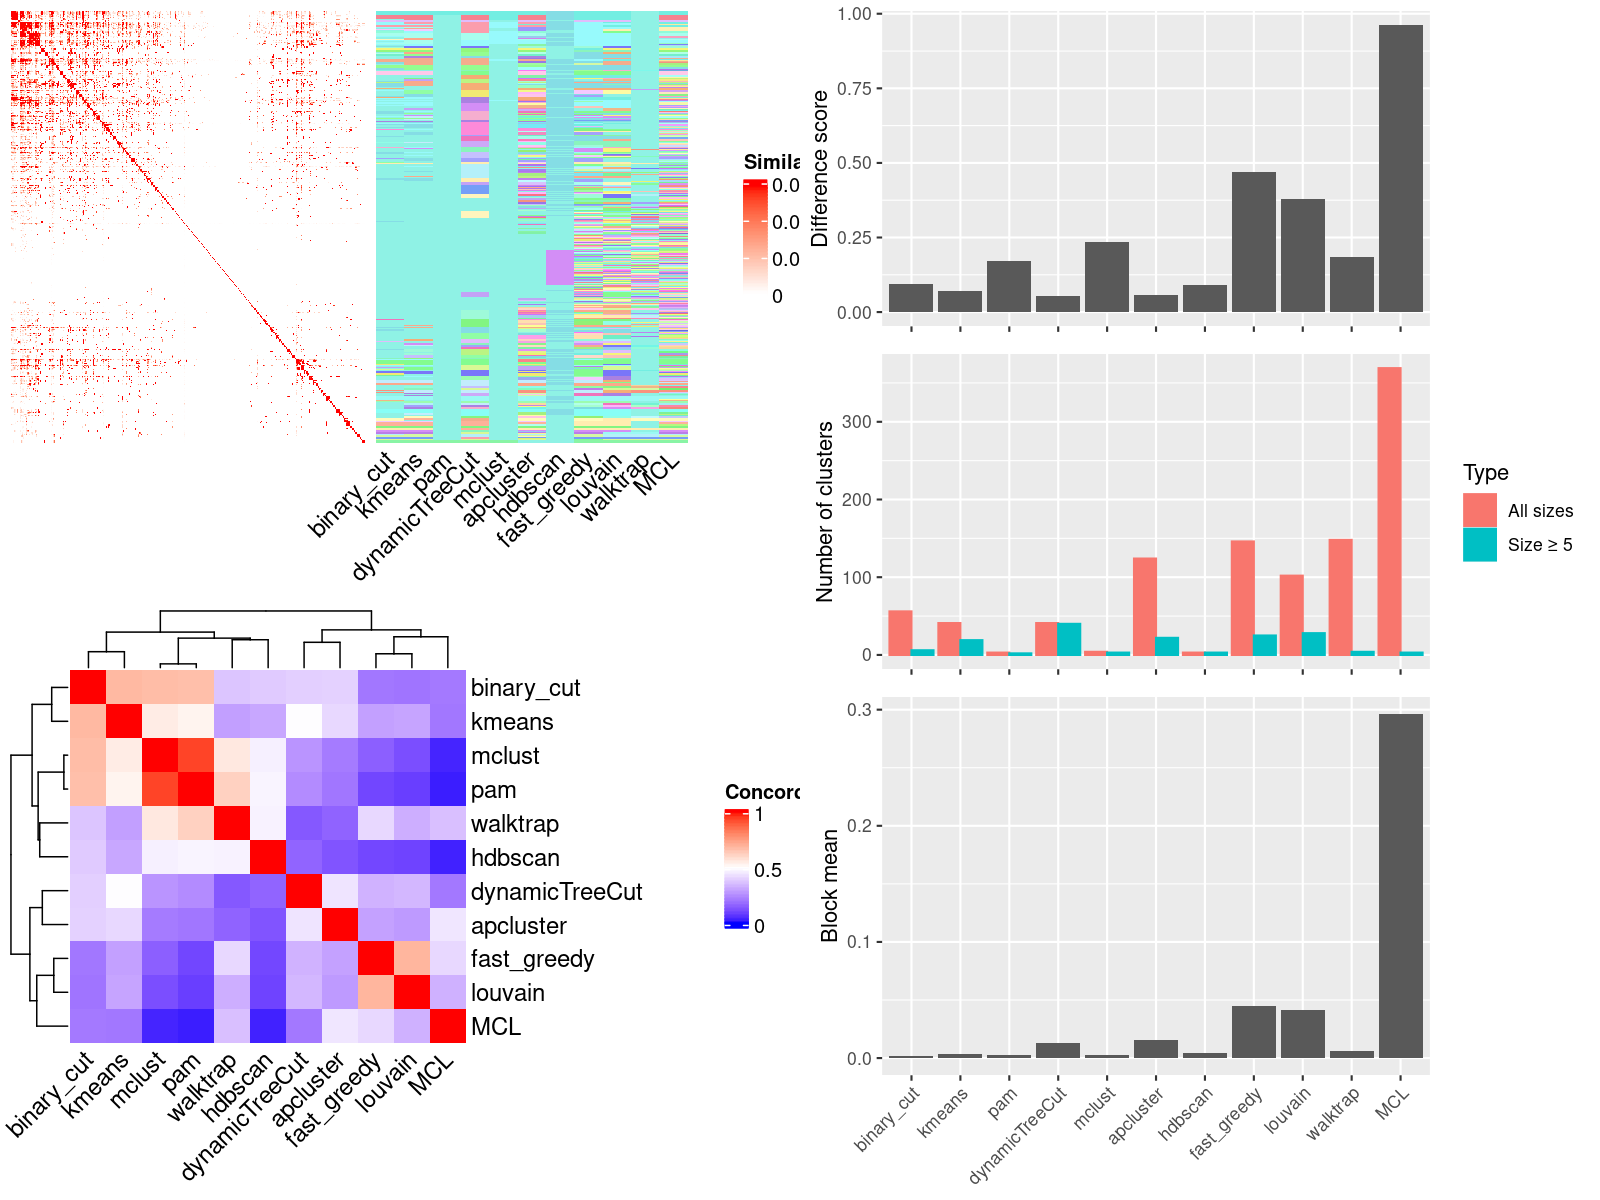 Simila
0.0
0.0
0.0
0
binary_cut
kmeans
pam
dynamicTreeCut
mclust
apcluster
hdbscan
fast_greedy
louvain
walktrap
MCL
binary_cut
kmeans
mclust
pam
walktrap
hdbscan
dynamicTreeCut
apcluster
fast_greedy
louvain
MCL
binary_cut
kmeans
mclust
pam
walktrap
hdbscan
dynamicTreeCut
apcluster
fast_greedy
louvain
MCL
Concord
1
0.5
0
Difference score
1.00
0.75
0.50
0.25
0.00
Number of clusters
300
200
100
0
Type
All sizes
Size ≥ 5
Block mean
0.3
0.2
0.1
0.0
binary_cut
kmeans
pam
dynamicTreeCut
mclust
apcluster
hdbscan
fast_greedy
louvain
walktrap
MCL